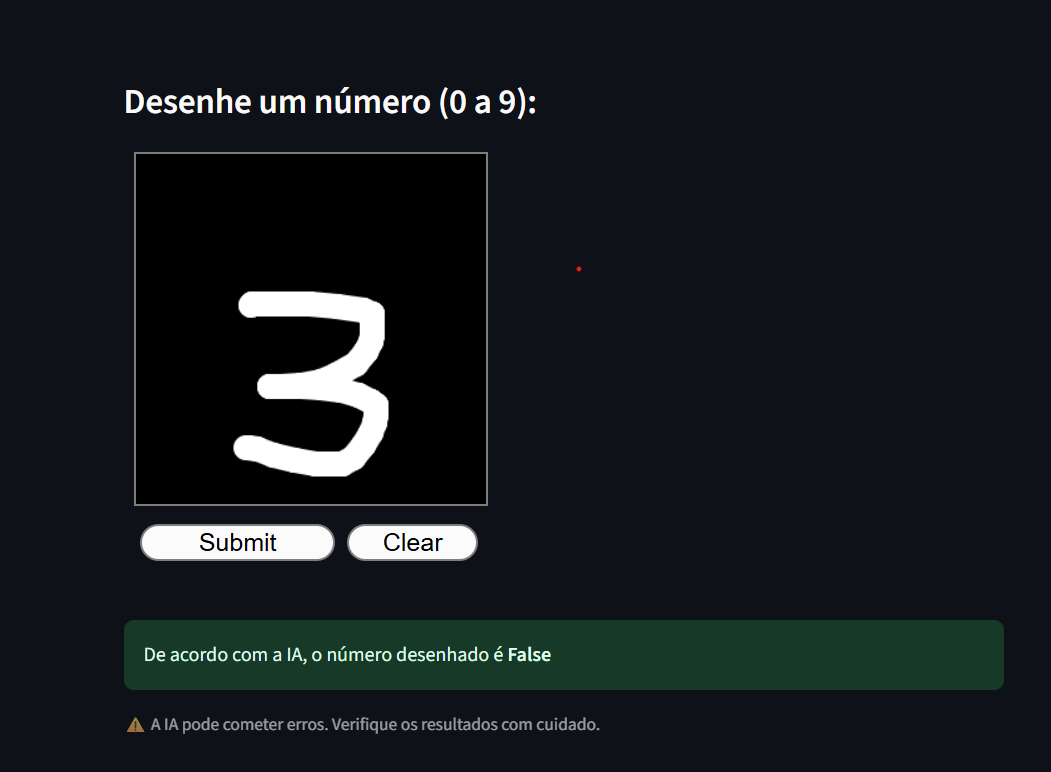 Desenhe um número (0 a 9):
3
Submit Clear
De acordo com a IA, o número desenhado é False
⚠ A IA pode cometer erros. Verifique os resultados com cuidado.